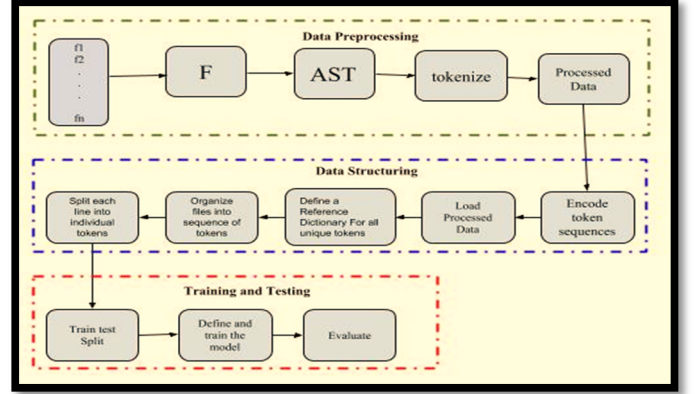 Data Preprocessing
f1
f2
.
.
.
fn
F
AST
tokenize
Processed
Data
Data Structuring
Split each
line into
individual
tokens
Organize
files into
sequence of
tokens
Define a
Reference
Dictionary For all
unique tokens
Load
Processed
Data
Encode
token
sequences
Training and Testing
Train test
Split
Define and
train the
model
Evaluate